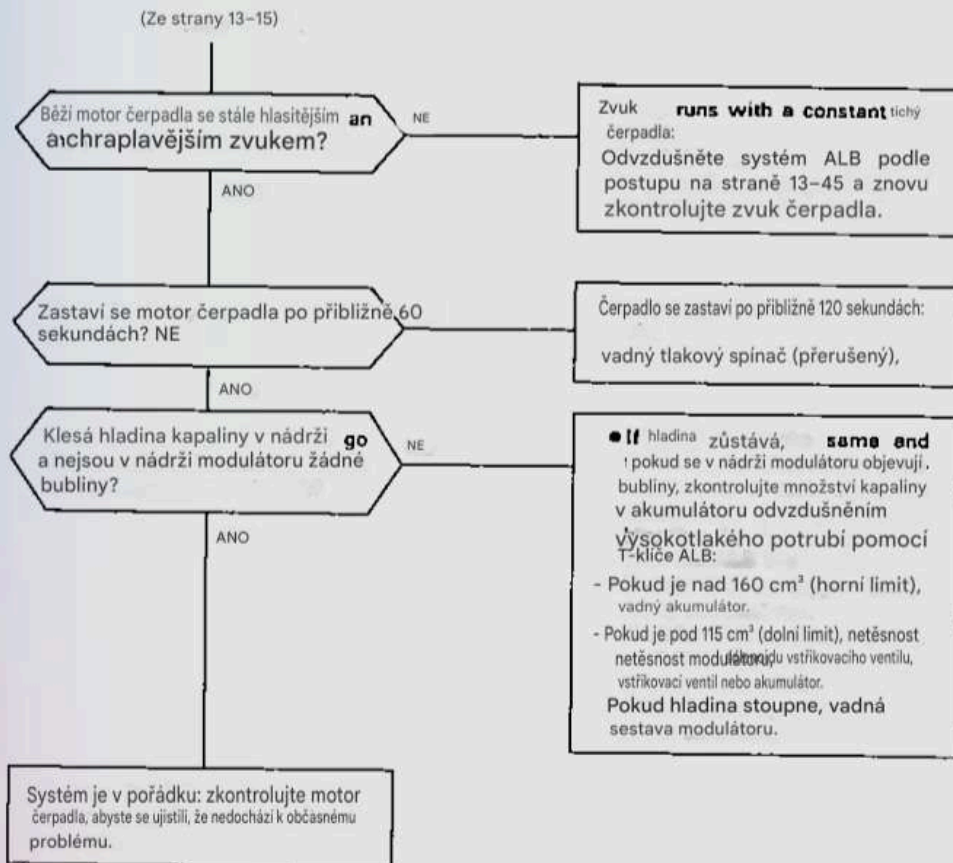 (Ze strany 13-15)
Běží motor čerpadla se stále hlasitějším an
chraplavějším zvukem?
NE
Zvuk runs with a constant tichý
čerpadla:
Odvzdušněte systém ALB podle
postupu na straně 13-45 a znovu
zkontrolujte zvuk čerpadla.
ANO
Zastaví se motor čerpadla po přibližně 60
sekundách? NE
Čerpadlo se zastaví po přibližně 120 sekundách:
vadný tlakový spínač (přerušený),
ANO
Klesá hladina kapaliny v nádrži go
a nejsou v nádrži modulátoru žádné
bubliny?
NE
● If hladina zůstává, same and
pokud se v nádrži modulátoru objevují
bubliny, zkontrolujte množství kapaliny
v akumulátoru odvzdušněním
vysokotlakého potrubí pomocí
T-klíče ALB:
- Pokud je nad 160 cm³ (horní limit),
vadný akumulátor.
- Pokud je pod 115 cm³ (dolní limit), netěsnost
netěsnost vstřikovacího ventilu,
vstřikovací ventil nebo akumulátor.
Pokud hladina stoupne, vadná
sestava modulátoru.
ANO
Systém je v pořádku: zkontrolujte motor
čerpadla, abyste se ujistili, že nedochází k občasnému
problému.